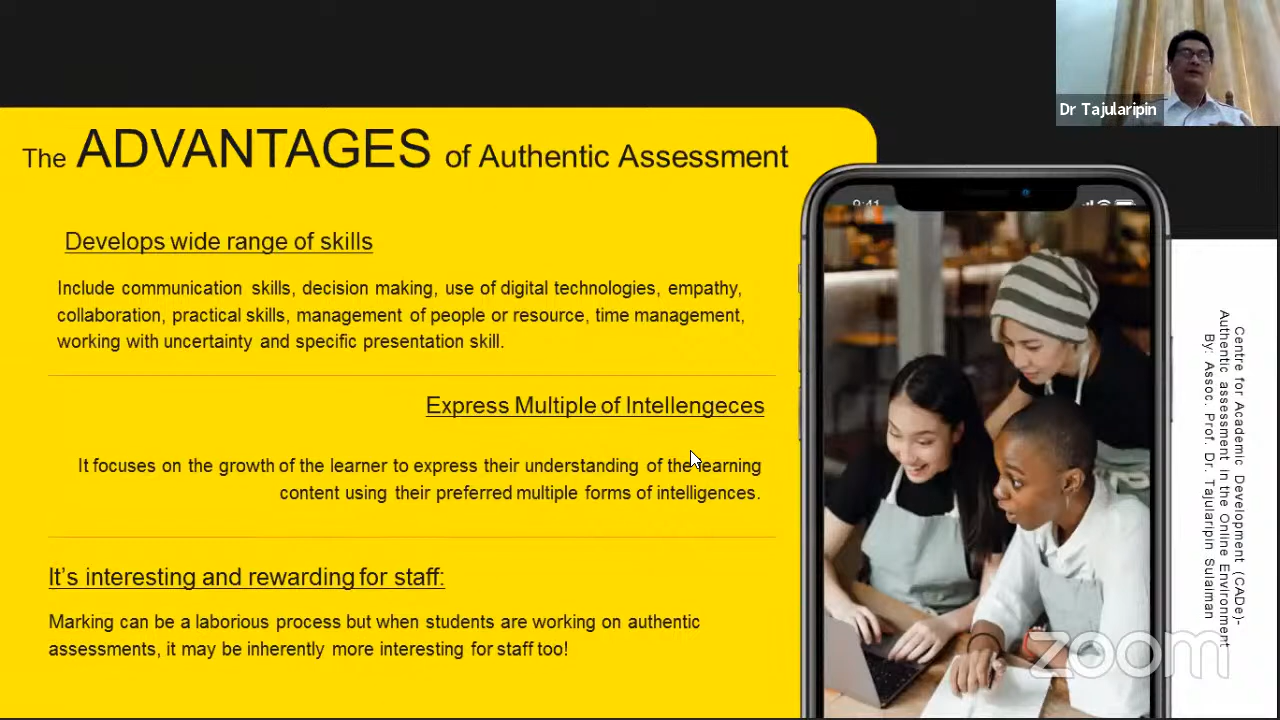 Dr Tajularipin
The ADVANTAGES of Authentic Assessment
9:41
Develops wide range of skills
Include communication skills, decision making, use of digital technologies, empathy,
collaboration, practical skills, management of people or resource, time management,
working with uncertainty and specific presentation skill.
Express Multiple of Intellengeces
It focuses on the growth of the learner to express their understanding of the learning
content using their preferred multiple forms of intelligences.
It's interesting and rewarding for staff:
Marking can be a laborious process but when students are working on authentic
assessments, it may be inherently more interesting for staff too!
Centre for Academic Development (CADe)-
Authentic assessment in the Online Environment
By: Assoc. Prof. Dr. Tajularipin Sulaiman
zoom